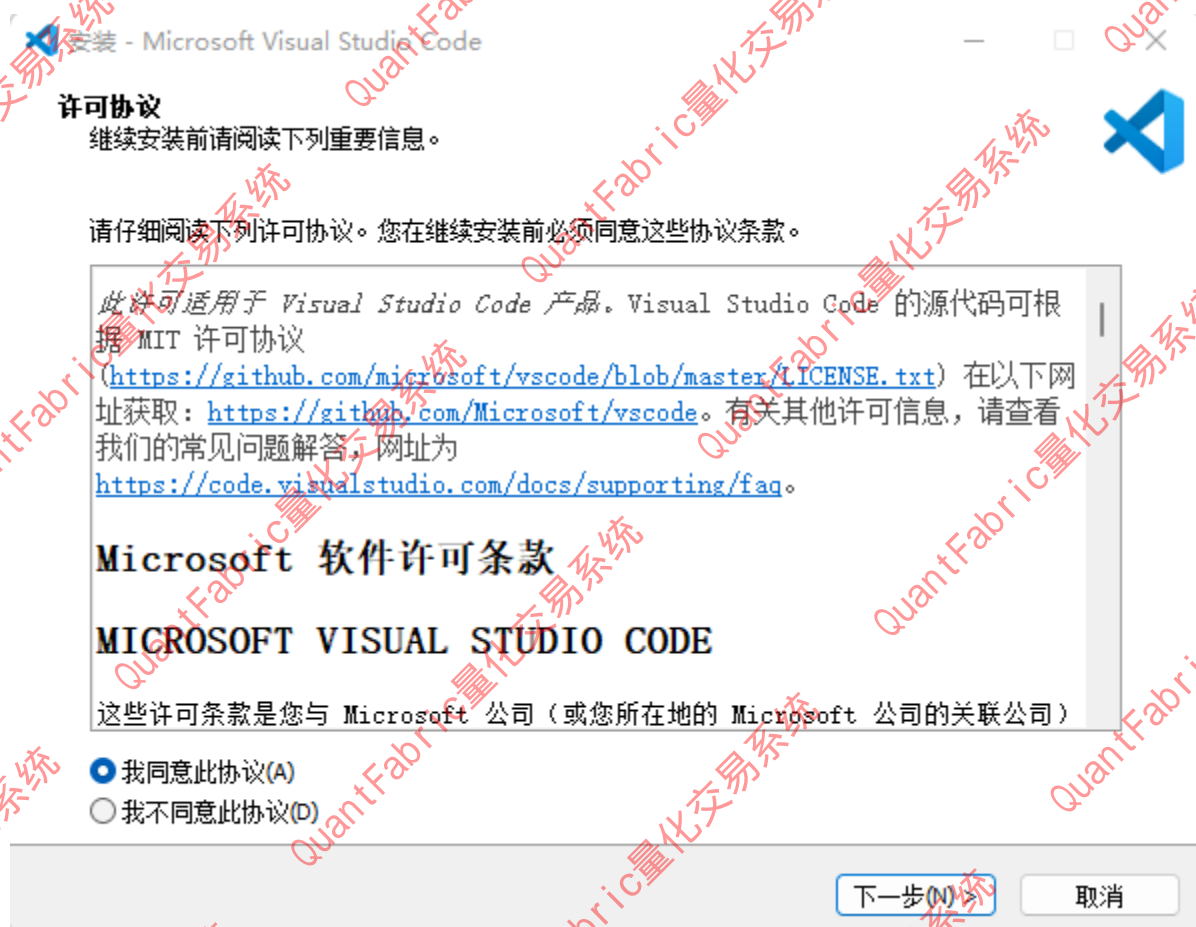 安装 - Microsoft Visual Studio Code
许可协议
继续安装前请阅读下列重要信息。
请仔细阅读下列许可协议。您在继续安装前必须同意这些协议条款。
此许可适用于 Visual Studio Code 产品。Visual Studio Code 的源代码可根
据 MIT 许可协议
(https://github.com/microsoft/vscode/blob/master/LICENSE.txt) 在以下网
址获取：https://github.com/Microsoft/vscode。有关其他许可信息，请查看
我们的常见问题解答，网址为
https://code.visualstudio.com/docs/supporting/faq。
Microsoft 软件许可条款
MICROSOFT VISUAL STUDIO CODE
这些许可条款是您与 Microsoft 公司（或您所在地的 Microsoft 公司的关联公司）
我同意此协议(A)
我不同意此协议(D)
下一步(N) >
取消
QuantFabric量化交易系统